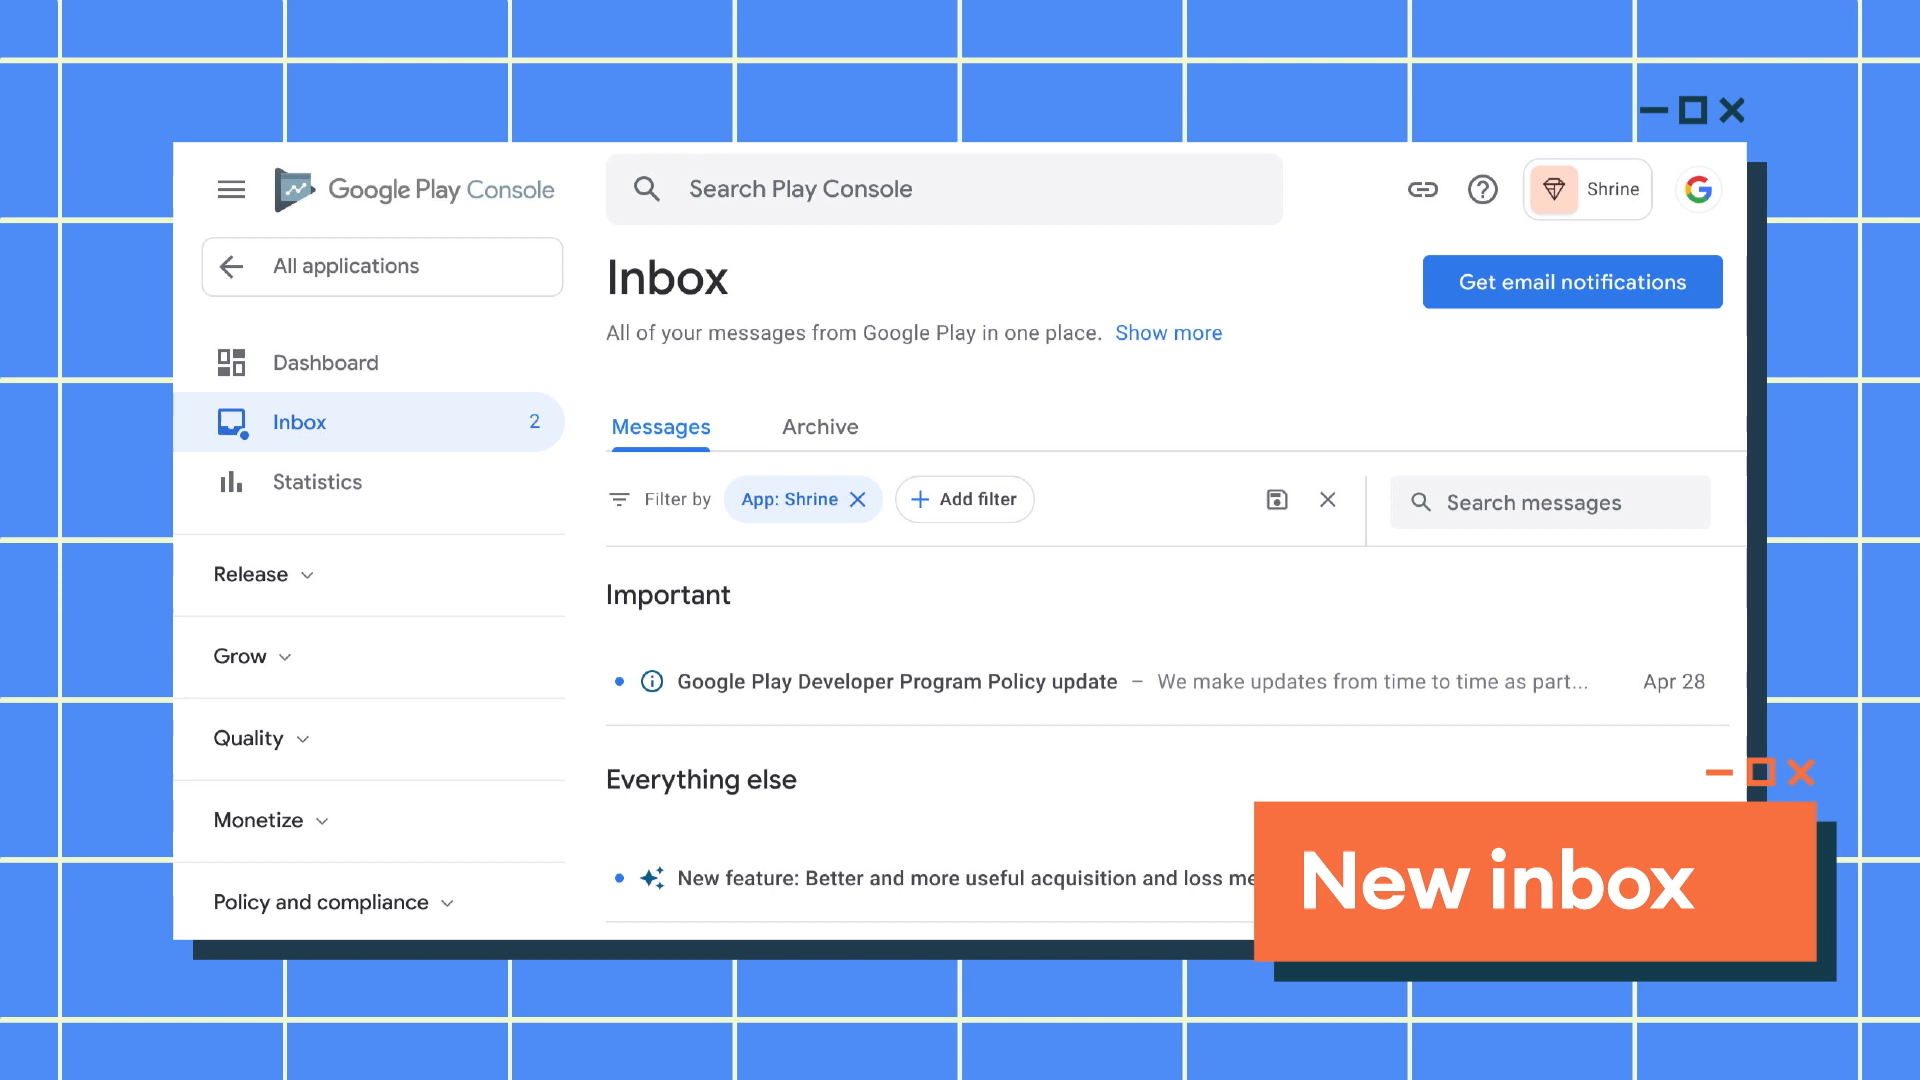 Google Play Console
Search Play Console
Shrine
All applications
Inbox
Get email notifications
All of your messages from Google Play in one place. Show more
Dashboard
Inbox 2
Statistics
Messages Archive
Filter by App: Shrine Add filter
Search messages
Release
Grow
Quality
Monetize
Policy and compliance
Important
Google Play Developer Program Policy update – We make updates from time to time as part... Apr 28
Everything else
New feature: Better and more useful acquisition and loss me
New inbox